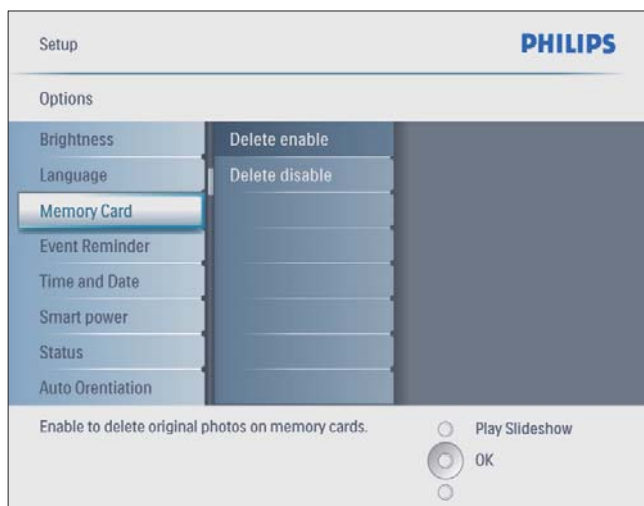 Setup
PHILIPS
Options
Brightness
Delete enable
Language
Delete disable
Memory Card
Event Reminder
Time and Date
Smart power
Status
Auto Orentiation
Enable to delete original photos on memory cards.
Play Slideshow
OK